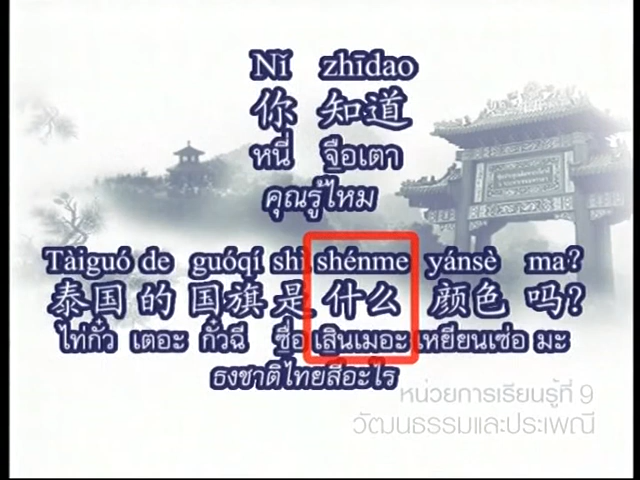 Nǐ zhīdao
你 知道
หนี่ จือเตา
คุณรู้ไหม
Tàiguó de guóqí shì shénme yánsè ma?
泰国 的 国旗 是 什么 颜色 吗?
ไท่กั๋ว เตอะ กั๋วฉี ซื่อ เสินเมอะ เหยียนเซ่อ มะ
ธงชาติไทยสีอะไร
หน่วยการเรียนรู้ที่ 9
วัฒนธรรมและประเพณี